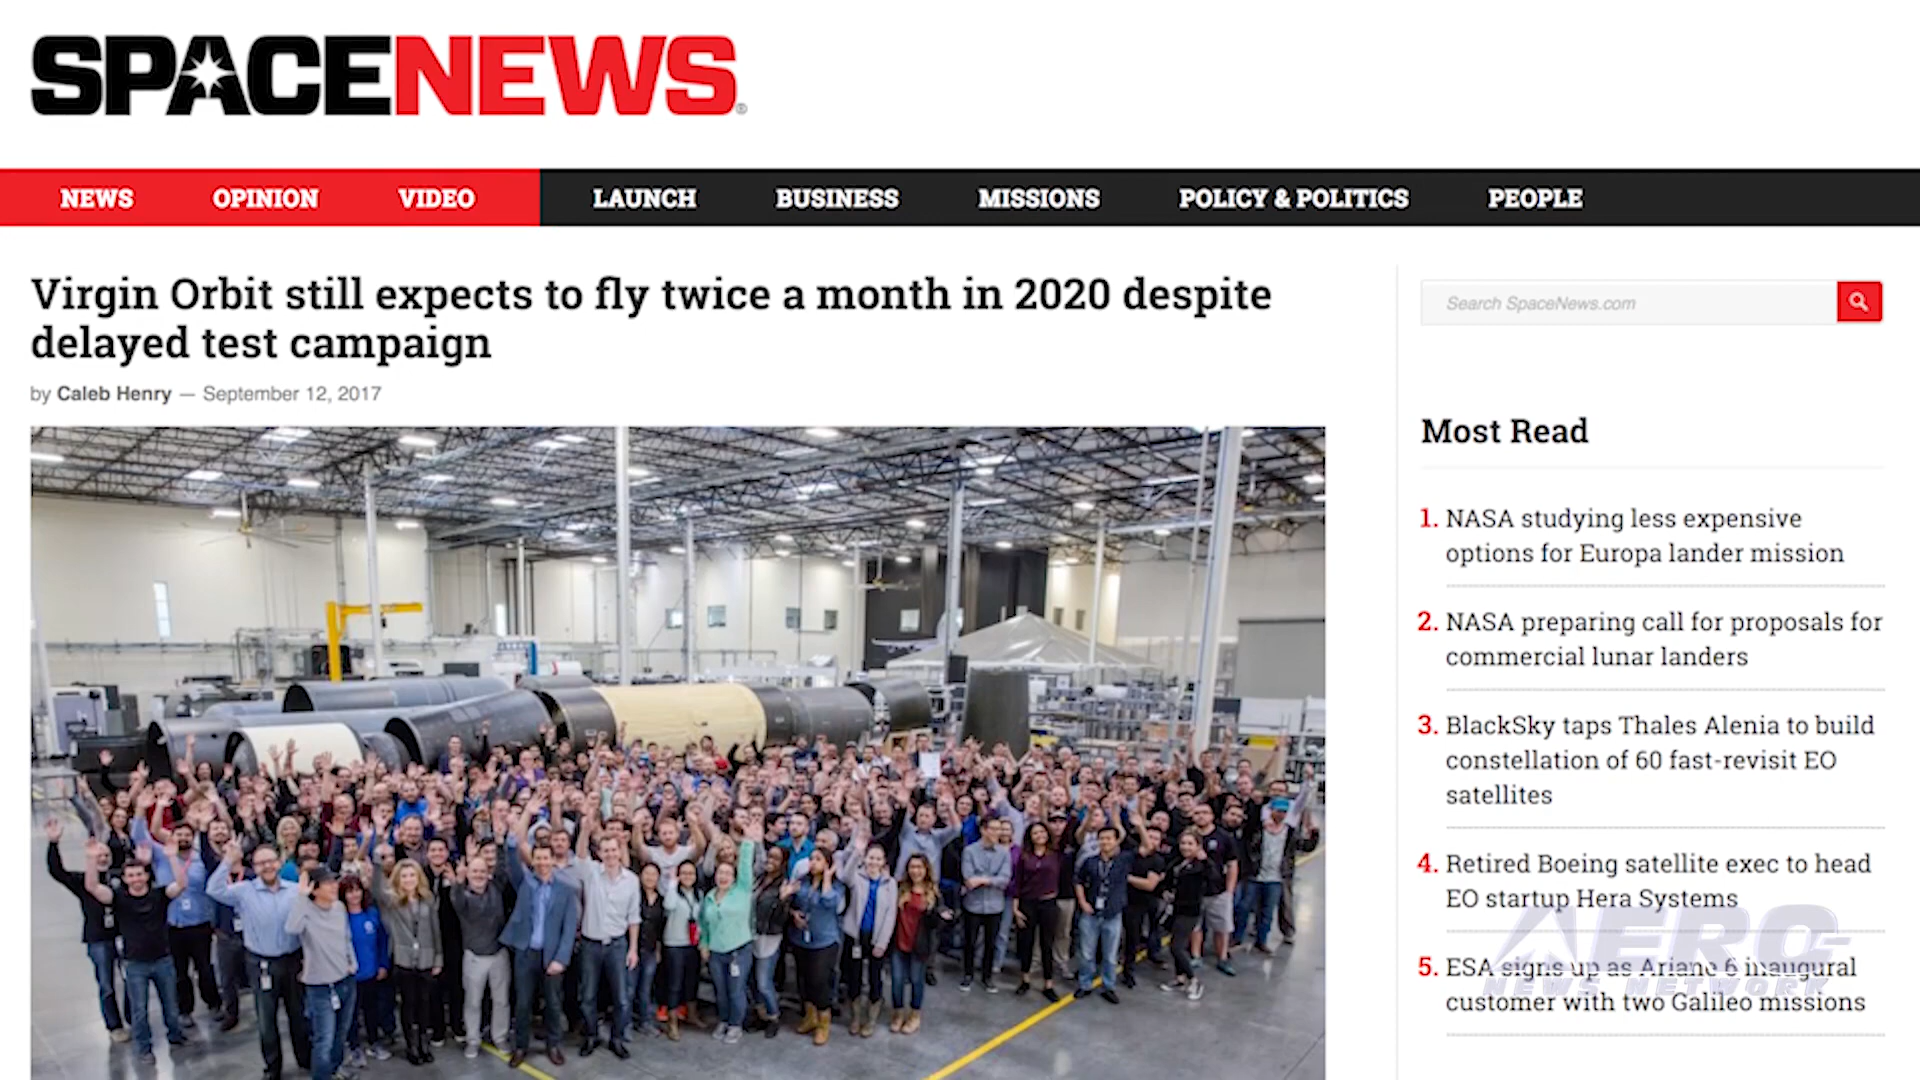 SPACENEWS®
NEWS OPINION VIDEO LAUNCH BUSINESS MISSIONS POLICY & POLITICS PEOPLE
Virgin Orbit still expects to fly twice a month in 2020 despite
delayed test campaign
by Caleb Henry — September 12, 2017
Search SpaceNews.com
Most Read
1. NASA studying less expensive
options for Europa lander mission
2. NASA preparing call for proposals for
commercial lunar landers
3. BlackSky taps Thales Alenia to build
constellation of 60 fast-revisit EO
satellites
4. Retired Boeing satellite exec to head
EO startup Hera Systems
5. ESA signs up as Ariane 6 inaugural
customer with two Galileo missions
AERO-
NEWS NETWORK